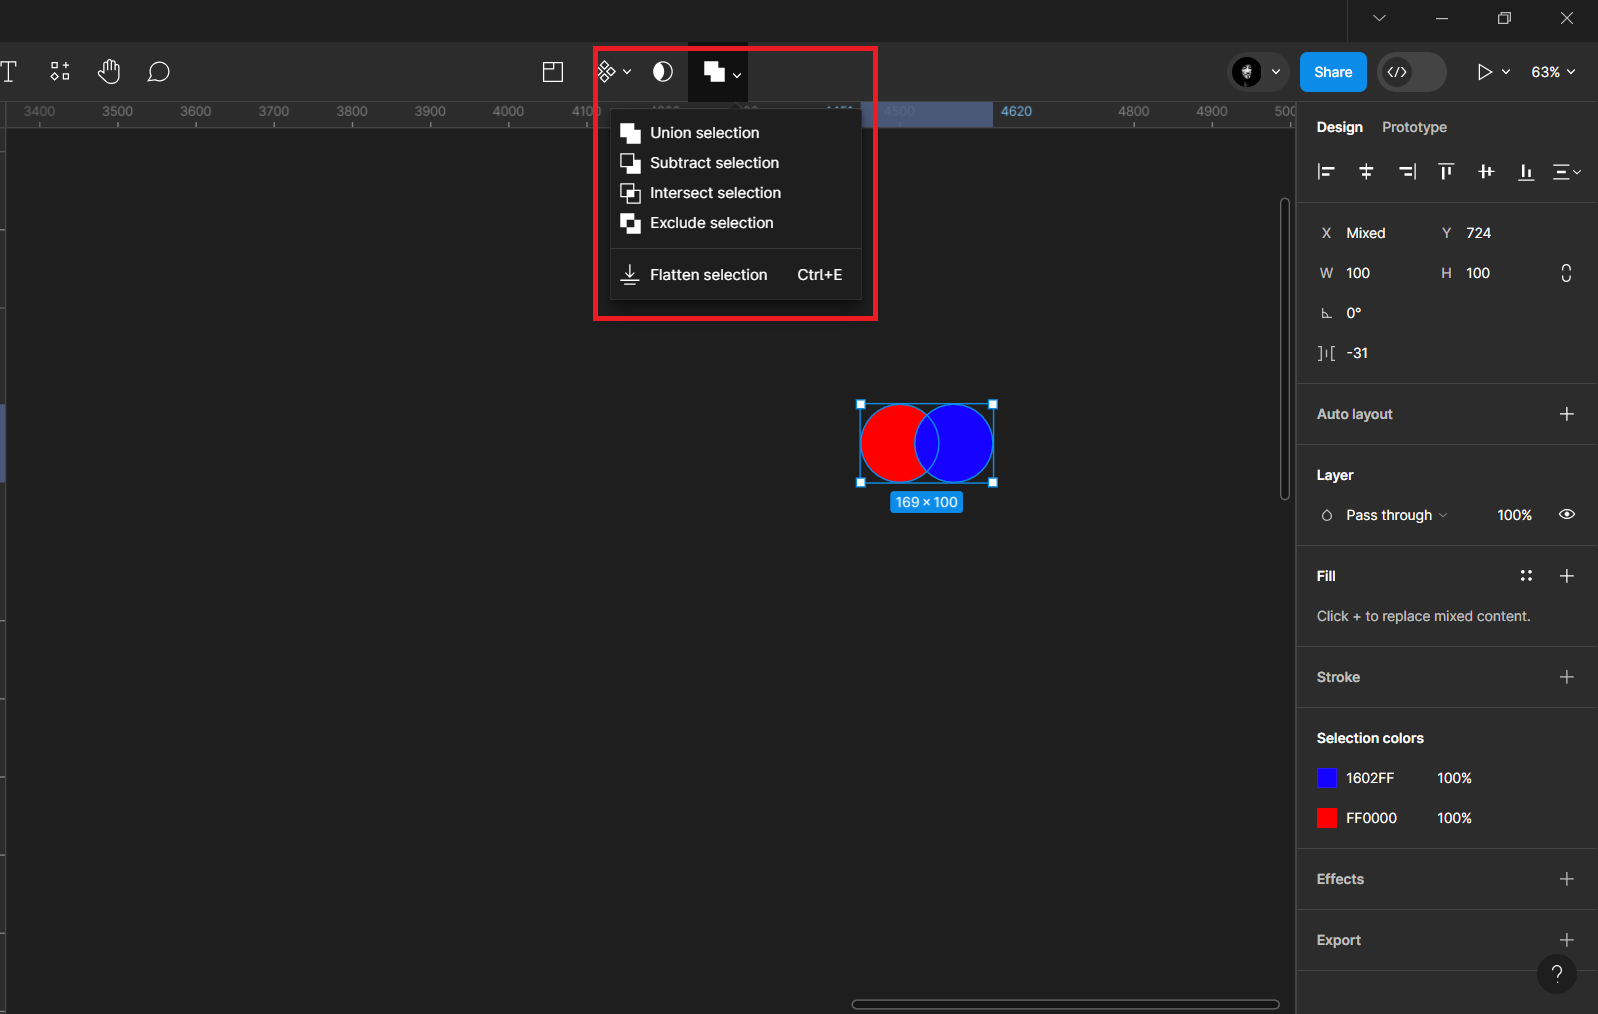 T
Share
63%
3400 3500 3600 3700 3800 3900 4000 4100 4500 4620 4800 4900
Union selection
Subtract selection
Intersect selection
Exclude selection
Flatten selection Ctrl+E
169 × 100
Design Prototype
X Mixed Y 724
W 100 H 100
0°
-31
Auto layout
Layer
Pass through 100%
Fill
Click + to replace mixed content.
Stroke
Selection colors
1602FF 100%
FF0000 100%
Effects
Export
?